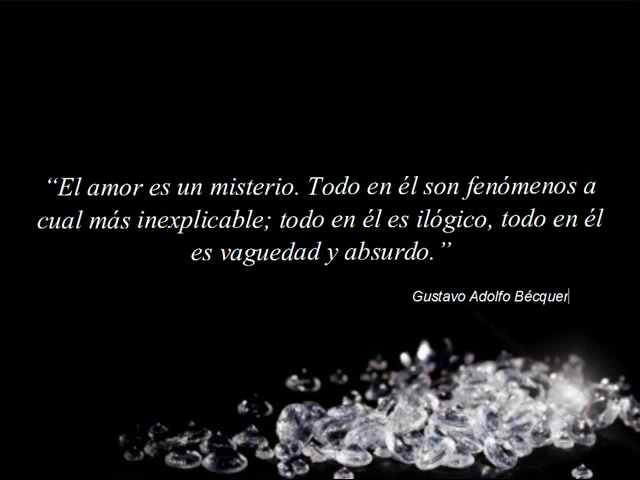 “El amor es un misterio. Todo en él son fenómenos a
cual más inexplicable; todo en él es ilógico, todo en él
es vaguedad y absurdo.”
Gustavo Adolfo Bécquer